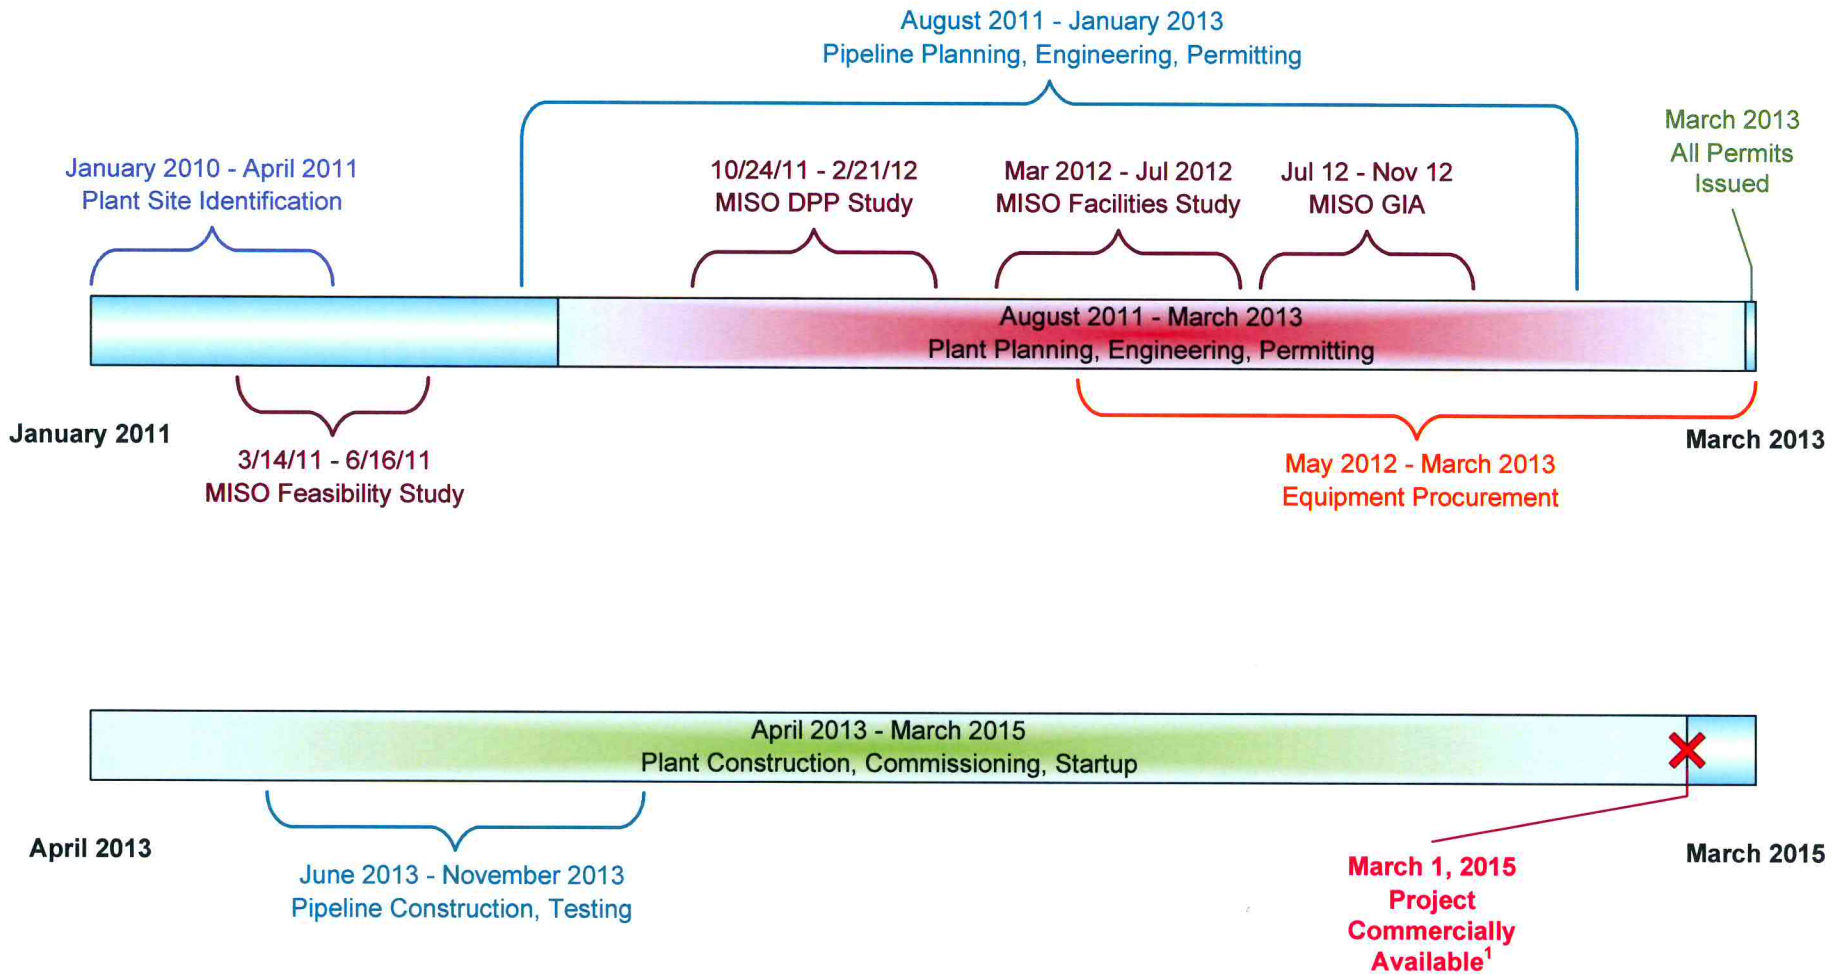 August 2011 - January 2013
Pipeline Planning, Engineering, Permitting
March 2013
All Permits
Issued
January 2010 - April 2011
Plant Site Identification
10/24/11 - 2/21/12
MISO DPP Study
Mar 2012 - Jul 2012
MISO Facilities Study
Jul 12 - Nov 12
MISO GIA
August 2011 - March 2013
Plant Planning, Engineering, Permitting
January 2011
March 2013
3/14/11 - 6/16/11
MISO Feasibility Study
May 2012 - March 2013
Equipment Procurement
April 2013 - March 2015
Plant Construction, Commissioning, Startup
April 2013
March 2015
June 2013 - November 2013
Pipeline Construction, Testing
March 1, 2015
Project
Commercially
Available¹